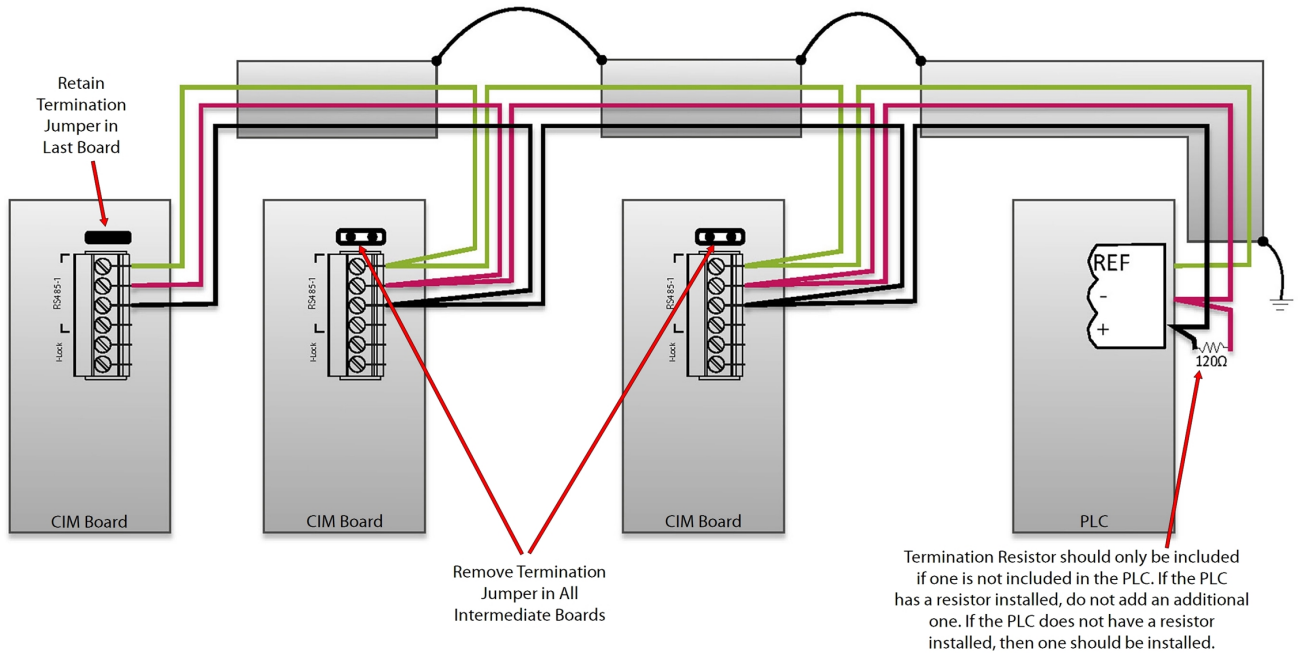 Retain
Termination
Jumper in
Last Board
RS485-1
I-Lock
CIM Board
RS485-1
I-Lock
CIM Board
RS485-1
I-Lock
CIM Board
REF
-
+
120Ω
PLC
Remove Termination
Jumper in All
Intermediate Boards
Termination Resistor should only be included
if one is not included in the PLC. If the PLC
has a resistor installed, do not add an additional
one. If the PLC does not have a resistor
installed, then one should be installed.